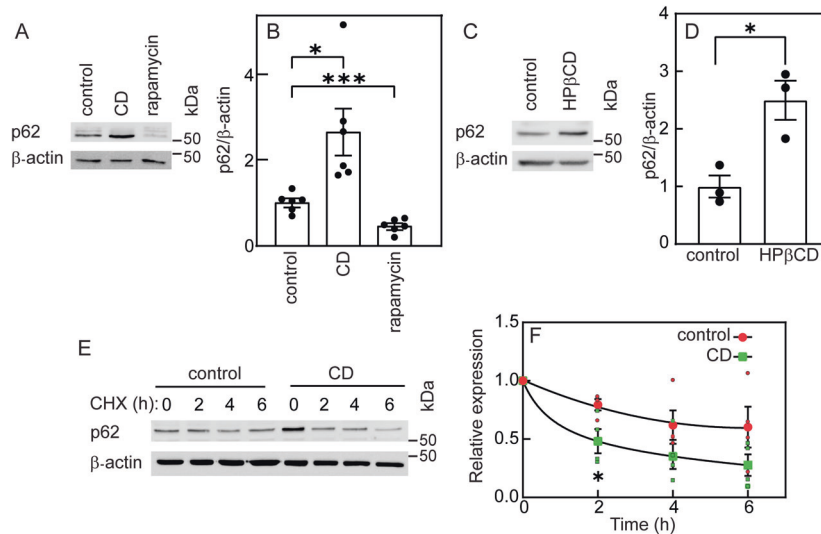 A
control
CD
rapamycin
kDa
p62
50
β-actin
50
B
p62/β-actin
4
2
0
*
***
control
CD
rapamycin
C
control
HPβCD
kDa
p62
50
β-actin
50
D
p62/β-actin
4
3
2
1
0
*
control
HPβCD
E
control
CD
CHX (h): 0 2 4 6 0 2 4 6
kDa
p62
50
β-actin
50
F
control
CD
Relative expression
1.5
1.0
0.5
0.0
*
0 2 4 6
Time (h)